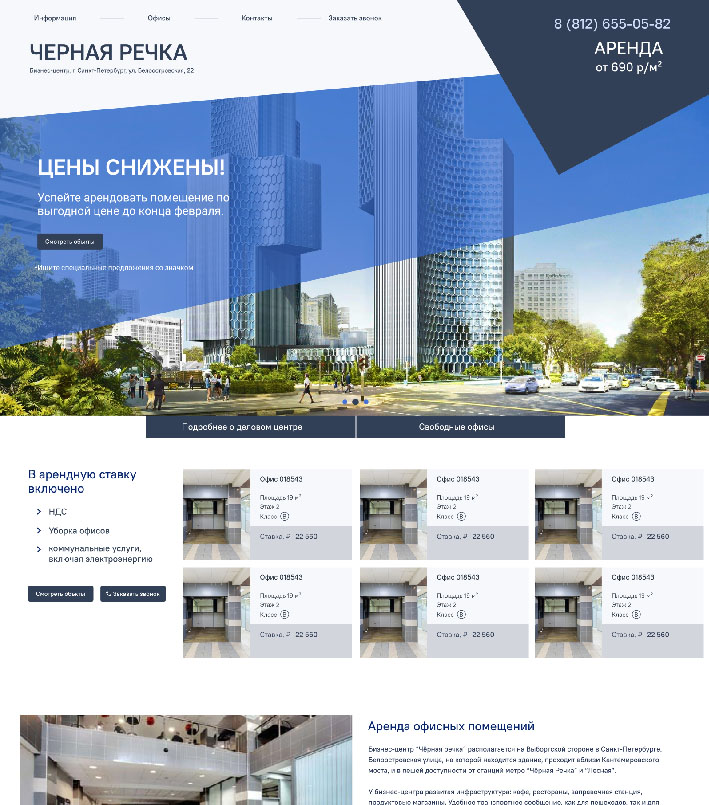 Информация
Офисы
Контакты
Заказать звонок
8 (812) 655-05-82
ЧЕРНАЯ РЕЧКА
АРЕНДА
от 690 р/м²
Бизнес-центр, г. Санкт-Петербург, ул. Белоостровская, 22
ЦЕНЫ СНИЖЕНЫ!
Успейте арендовать помещение по
выгодной цене до конца февраля.
Смотреть объкты
*Ищите специальные предложения со значком
Подробнее о деловом центре
Свободные офисы
В арендную ставку
включено
НДС
Уборка офисов
коммунальные услуги,
включая электроэнергию
Смотреть объкты
Заказать звонок
Офис 018543
Площадь 19 м²
Этаж 2
Класс B
Ставка, ₽ 22 560
Офис 018543
Площадь 19 м²
Этаж 2
Класс B
Ставка, ₽ 22 560
Офис 018543
Площадь 19 м²
Этаж 2
Класс B
Ставка, ₽ 22 560
Офис 018543
Площадь 19 м²
Этаж 2
Класс B
Ставка, ₽ 22 560
Офис 018543
Площадь 19 м²
Этаж 2
Класс B
Ставка, ₽ 22 560
Офис 018543
Площадь 19 м²
Этаж 2
Класс B
Ставка, ₽ 22 560
Аренда офисных помещений
Бизнес-центр "Чёрная речка" располагается на Выборгской стороне в Санкт-Петербурге.
Белоостровская улица, на которой находится здание, проходит вблизи Кантемировского
моста, и в пешей доступности от станций метро "Чёрная Речка" и "Лесная".
У бизнес-центра развитая инфраструктура: кафе, рестораны, заправочная станция,
продуктовые магазины. Удобное транспортное сообщение, как для пешеходов, так и для